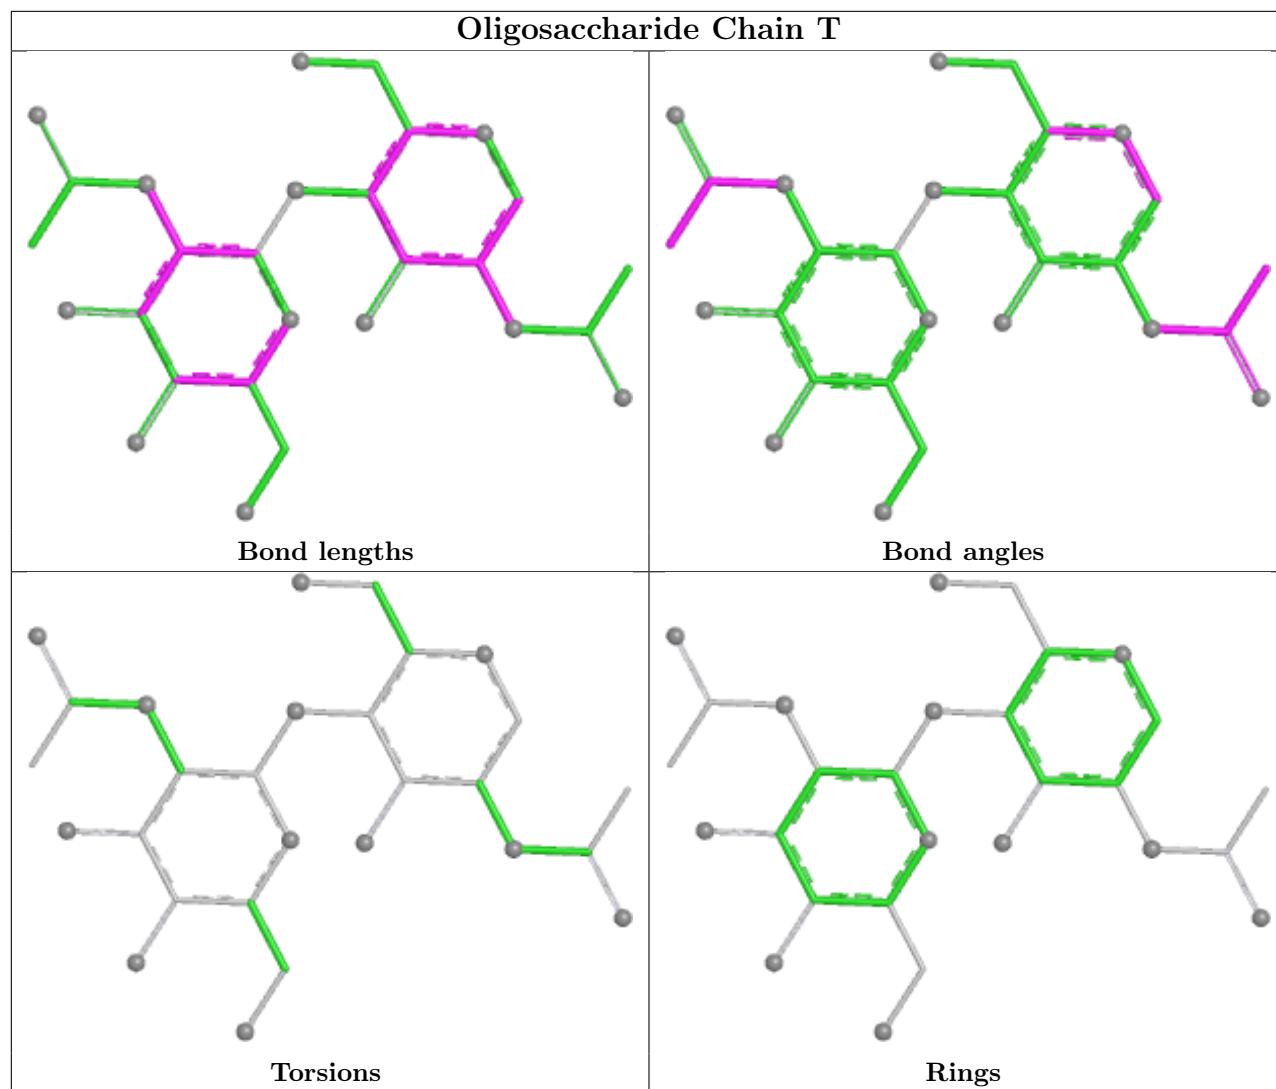 Oligosaccharide Chain T
Bond lengths
Bond angles
Torsions
Rings